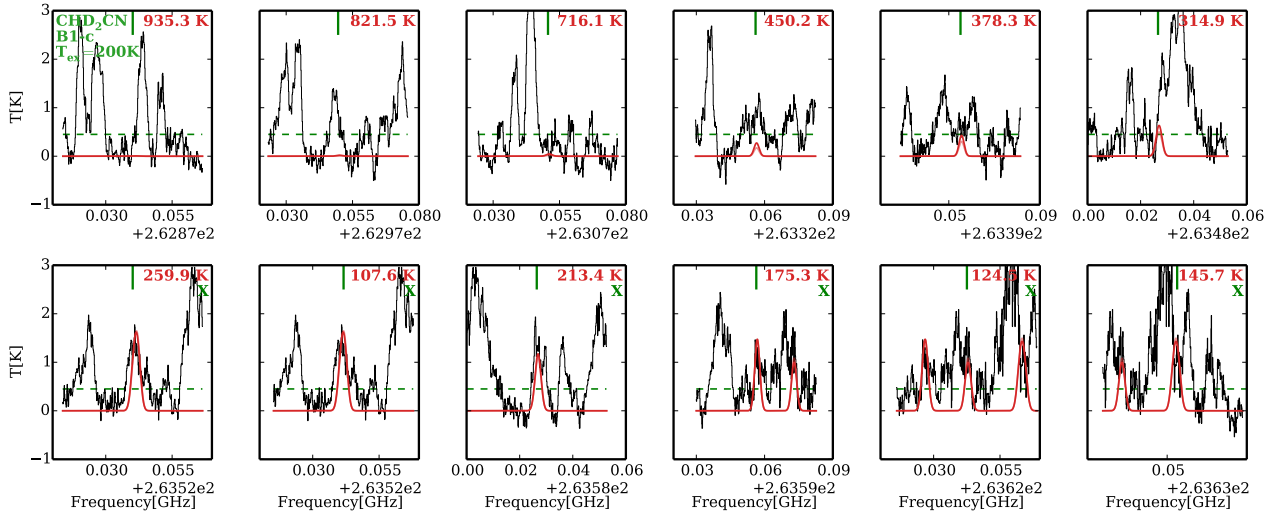 CHD2CN 935.3 K
B1-c
Tex=200K
821.5 K
716.1 K
450.2 K
378.3 K
314.9 K
T[K]
3
2
1
0
−1
0.030 0.055
+2.6287e2
0.030 0.055 0.080
+2.6297e2
0.030 0.055 0.080
+2.6307e2
0.03 0.06 0.09
+2.6332e2
0.05 0.09
+2.6339e2
0.00 0.02 0.04 0.06
+2.6348e2
259.9 K
X
107.6 K
X
213.4 K
X
175.3 K
X
X
145.7 K
X
T[K]
3
2
1
0
−1
0.030 0.055
+2.6352e2
Frequency[GHz]
0.030 0.055
+2.6352e2
Frequency[GHz]
0.00 0.02 0.04 0.06
+2.6358e2
Frequency[GHz]
0.03 0.06 0.09
+2.6359e2
Frequency[GHz]
0.030 0.055
+2.6362e2
Frequency[GHz]
0.05
+2.6363e2
Frequency[GHz]